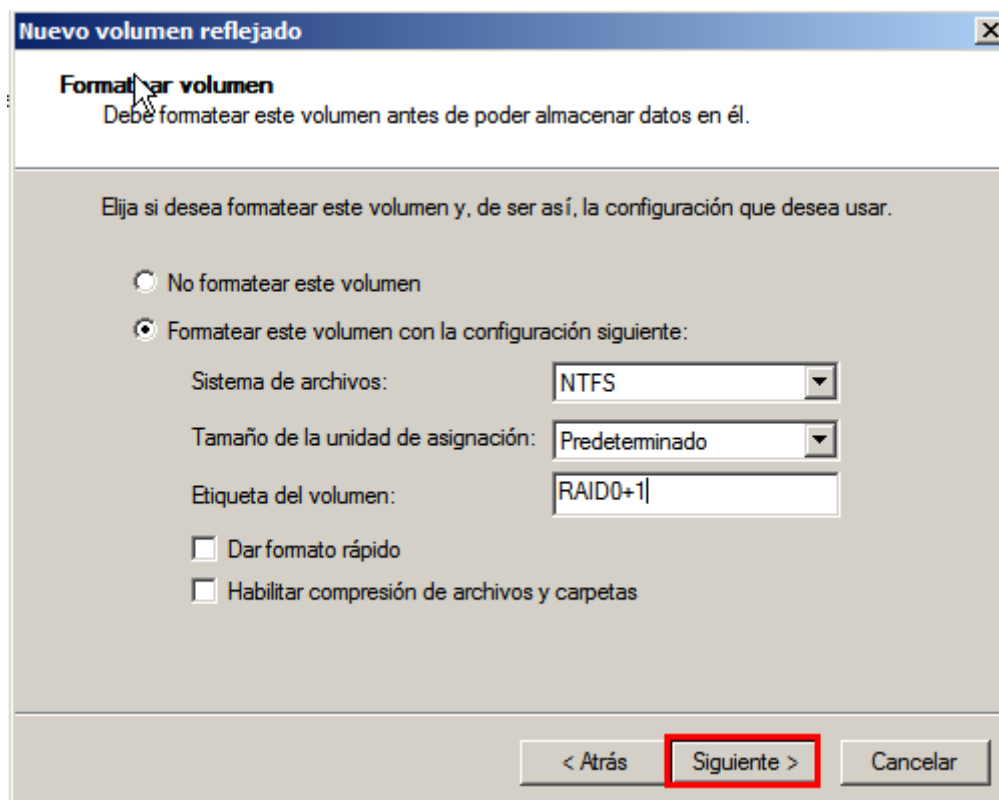 Nuevo volumen reflejado
Formatear volumen
Debe formatear este volumen antes de poder almacenar datos en él.
Elija si desea formatear este volumen y, de ser así, la configuración que desea usar.
No formatear este volumen
Formatear este volumen con la configuración siguiente:
Sistema de archivos: NTFS
Tamaño de la unidad de asignación: Predeterminado
Etiqueta del volumen: RAID0+1
Dar formato rápido
Habilitar compresión de archivos y carpetas
< Atrás Siguiente > Cancelar